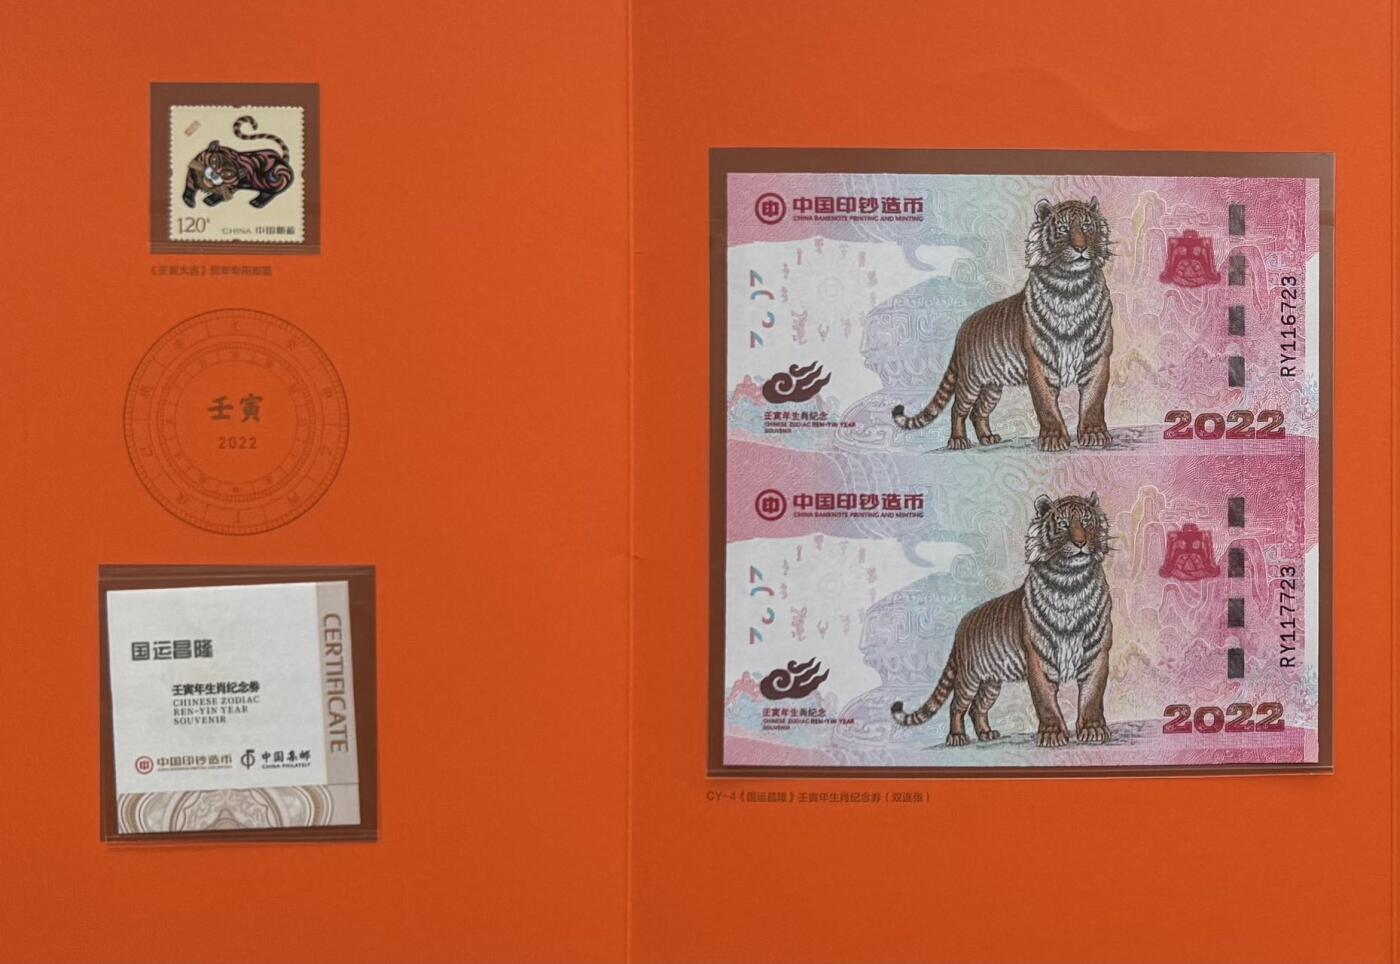 1.20元
CHINA 中国邮政
《壬寅大吉》贺年专用邮票
壬寅
2022
国运昌隆
壬寅年生肖纪念券
CHINESE ZODIAC
REN-YIN YEAR
SOUVENIR
中国印钞造币
中国集邮
CHINA PHILATELY
CERTIFICATE
中国印钞造币
CHINA BANKNOTE PRINTING AND MINTING
壬寅年生肖纪念
CHINESE ZODIAC REN-YIN YEAR
SOUVENIR
RY116723
2022
中国印钞造币
CHINA BANKNOTE PRINTING AND MINTING
壬寅年生肖纪念
CHINESE ZODIAC REN-YIN YEAR
SOUVENIR
RY117723
2022
CY-4《国运昌隆》壬寅年生肖纪念券（双连张）